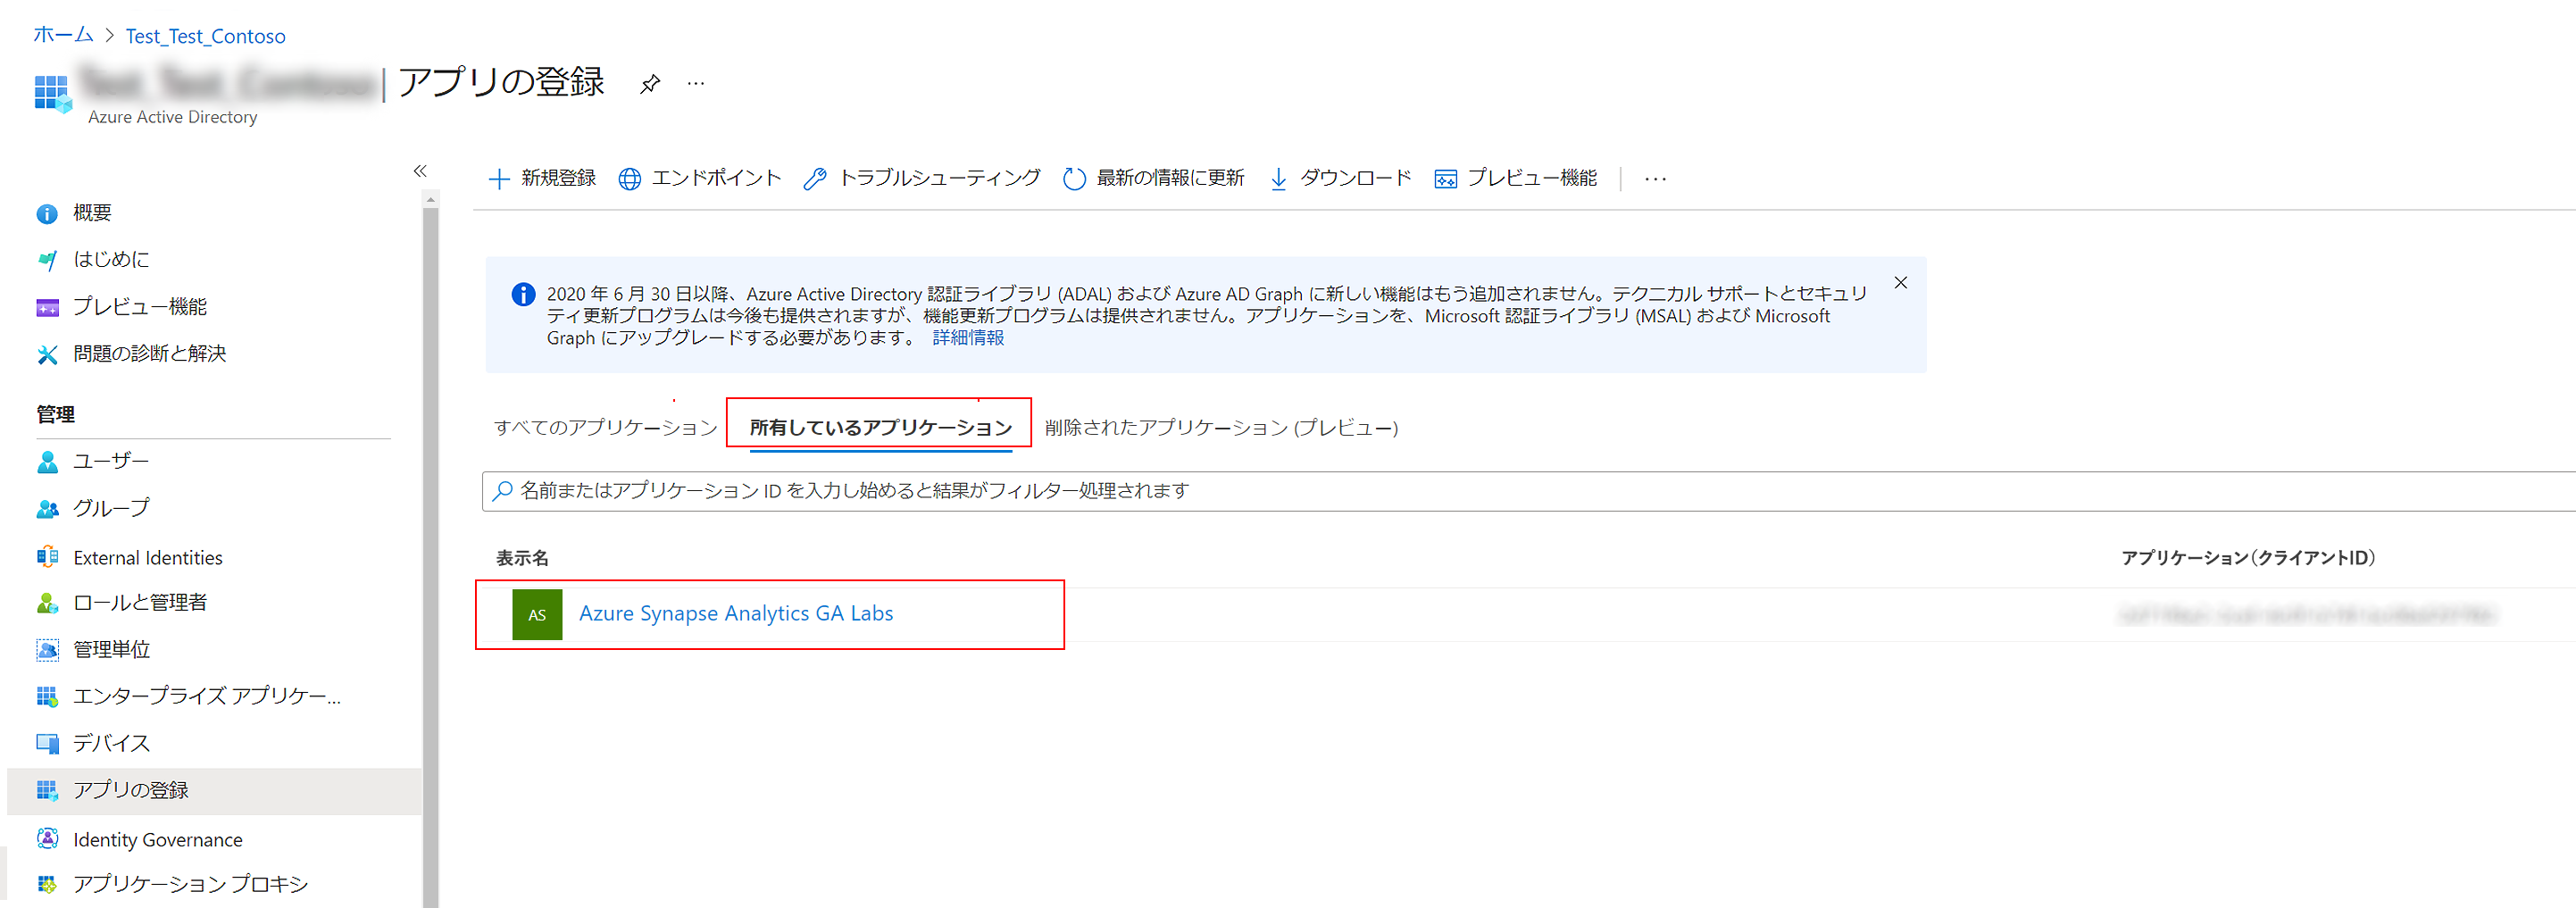 ホーム > Test_Test_Contoso
| アプリの登録 ...
Azure Active Directory
«
新規登録 エンドポイント トラブルシューティング 最新の情報に更新 ダウンロード プレビュー機能 | ...
概要
はじめに
プレビュー機能
問題の診断と解決
管理
ユーザー
グループ
External Identities
ロールと管理者
管理単位
エンタープライズ アプリケー...
デバイス
アプリの登録
Identity Governance
アプリケーション プロキシ
2020 年 6 月 30 日以降、Azure Active Directory 認証ライブラリ (ADAL) および Azure AD Graph に新しい機能はもう追加されません。テクニカル サポートとセキュリ
ティ更新プログラムは今後も提供されますが、機能更新プログラムは提供されません。アプリケーションを、Microsoft 認証ライブラリ (MSAL) および Microsoft
Graph にアップグレードする必要があります。 詳細情報
すべてのアプリケーション 所有しているアプリケーション 削除されたアプリケーション (プレビュー)
名前またはアプリケーション ID を入力し始めると結果がフィルター処理されます
表示名 アプリケーション(クライアントID)
AS Azure Synapse Analytics GA Labs